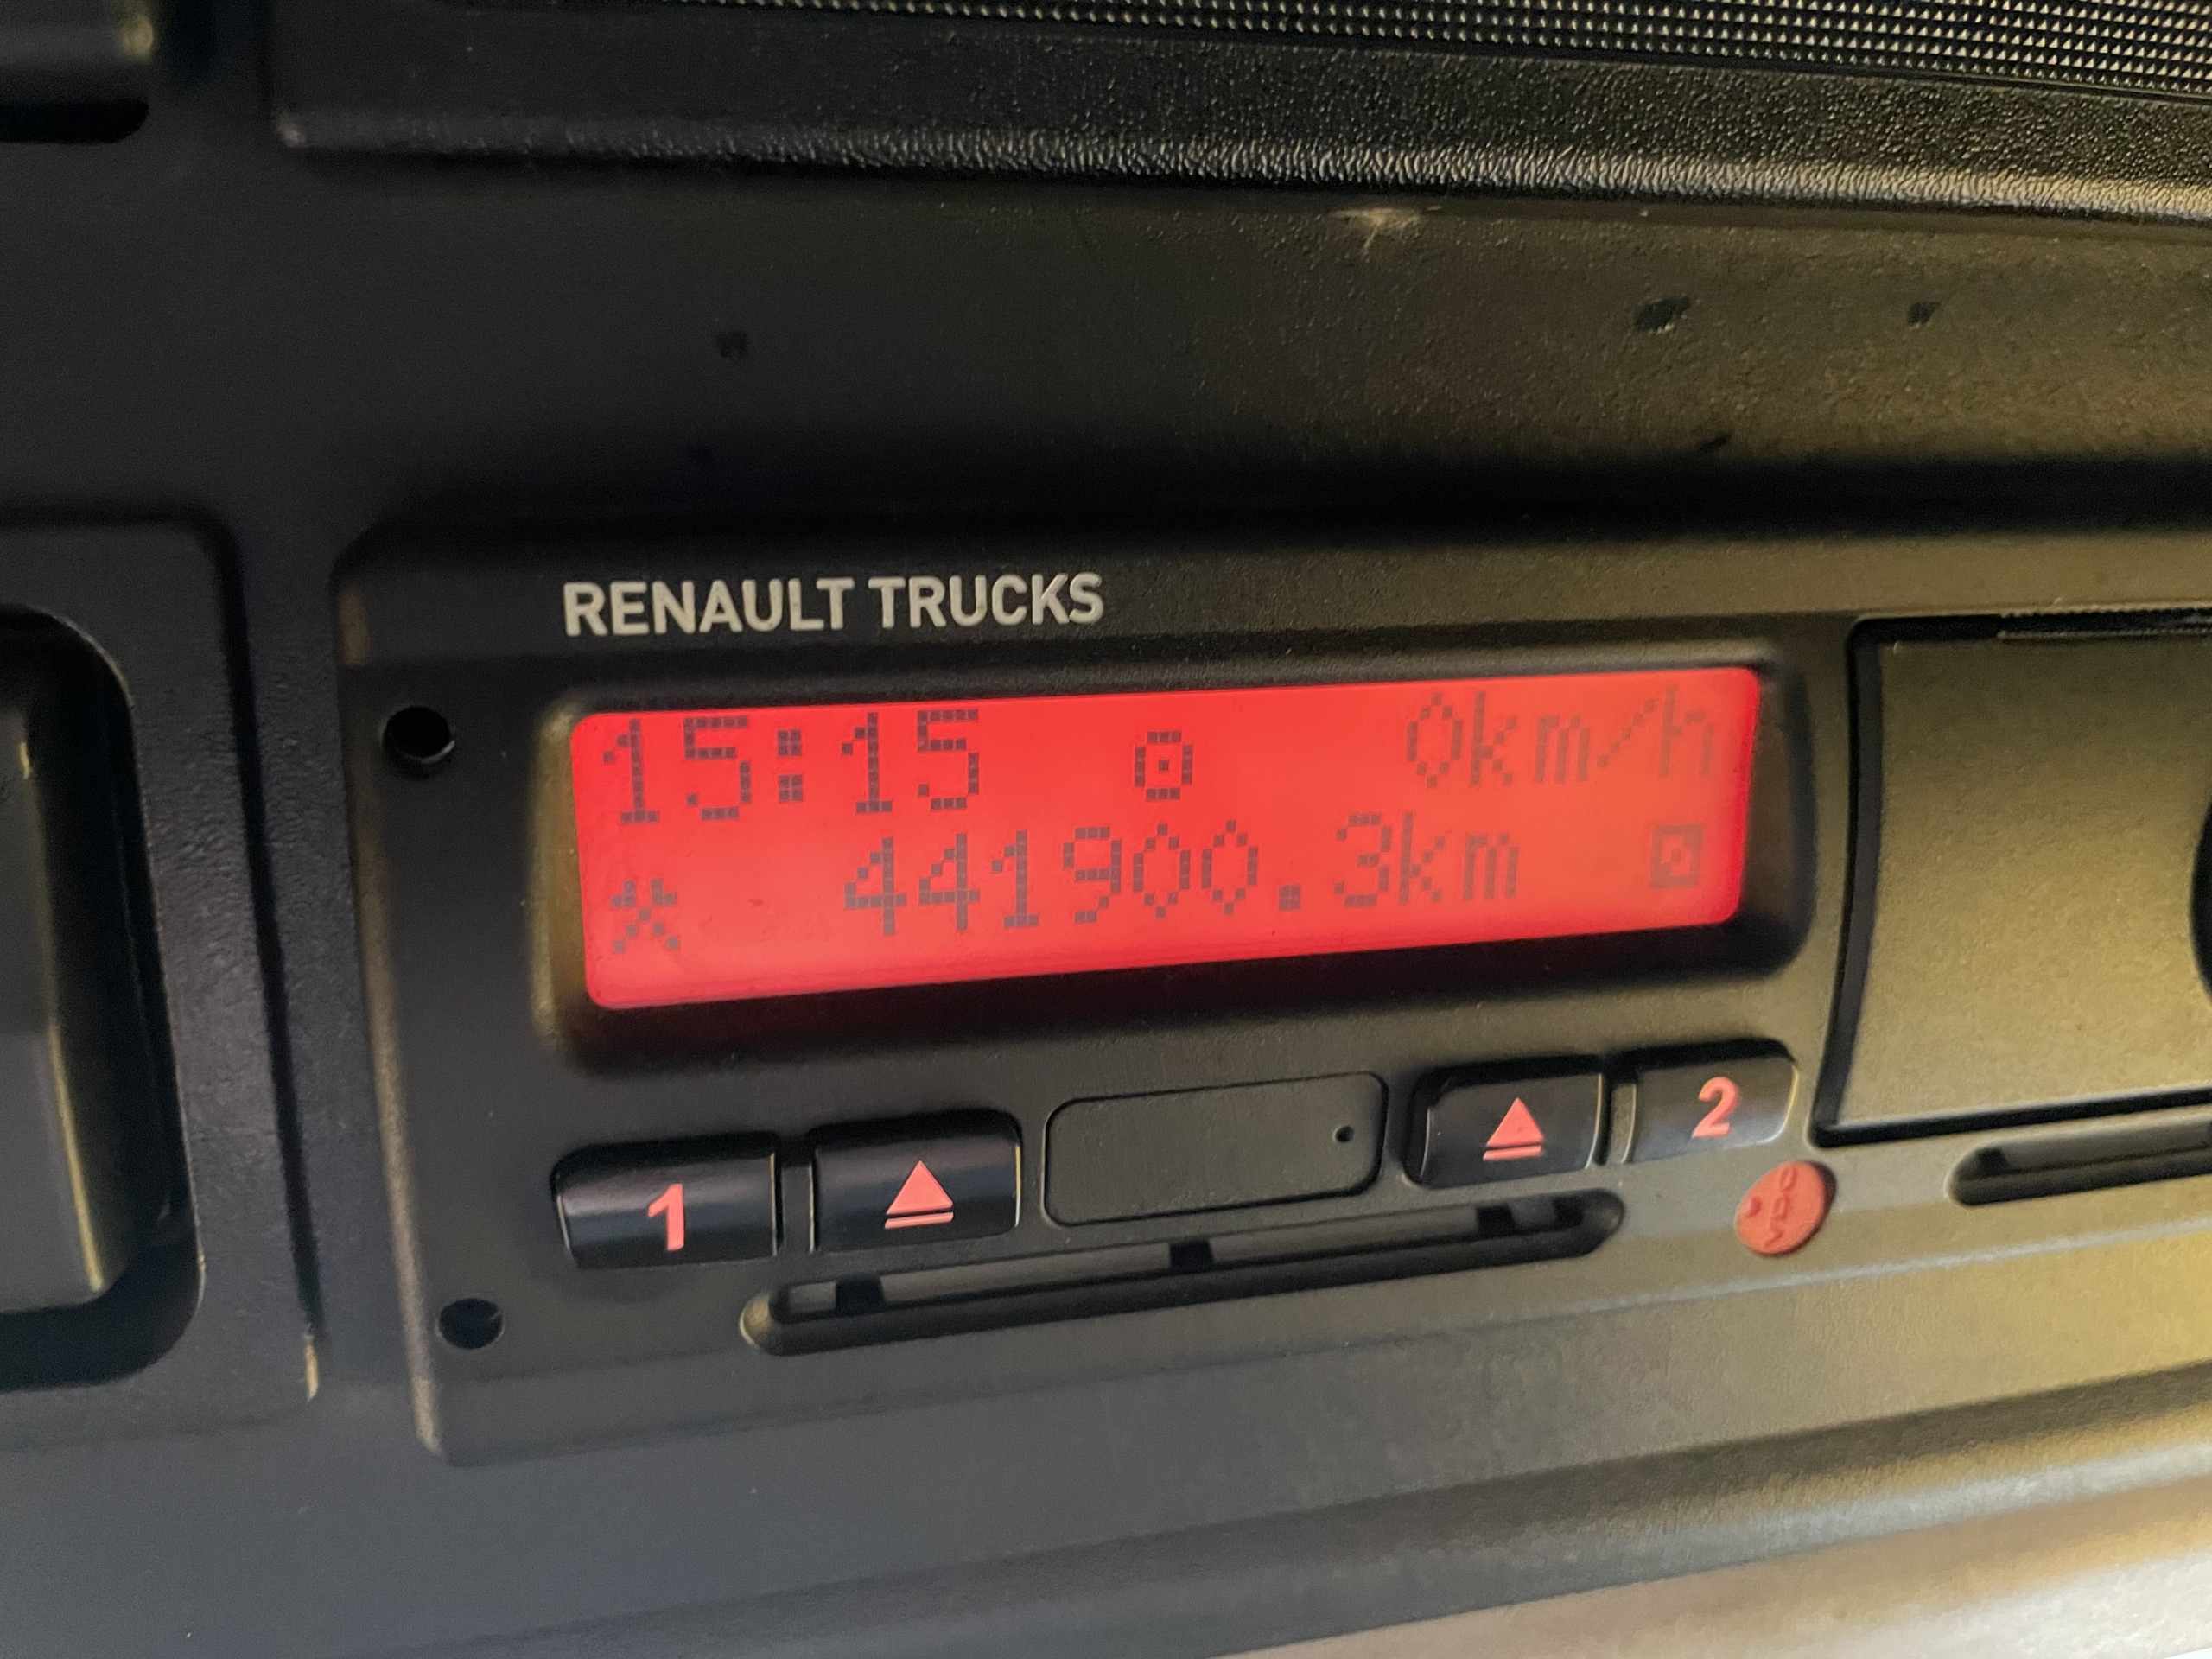 RENAULT TRUCKS
15:15 0km/h
441900.3km
1 2
VDO